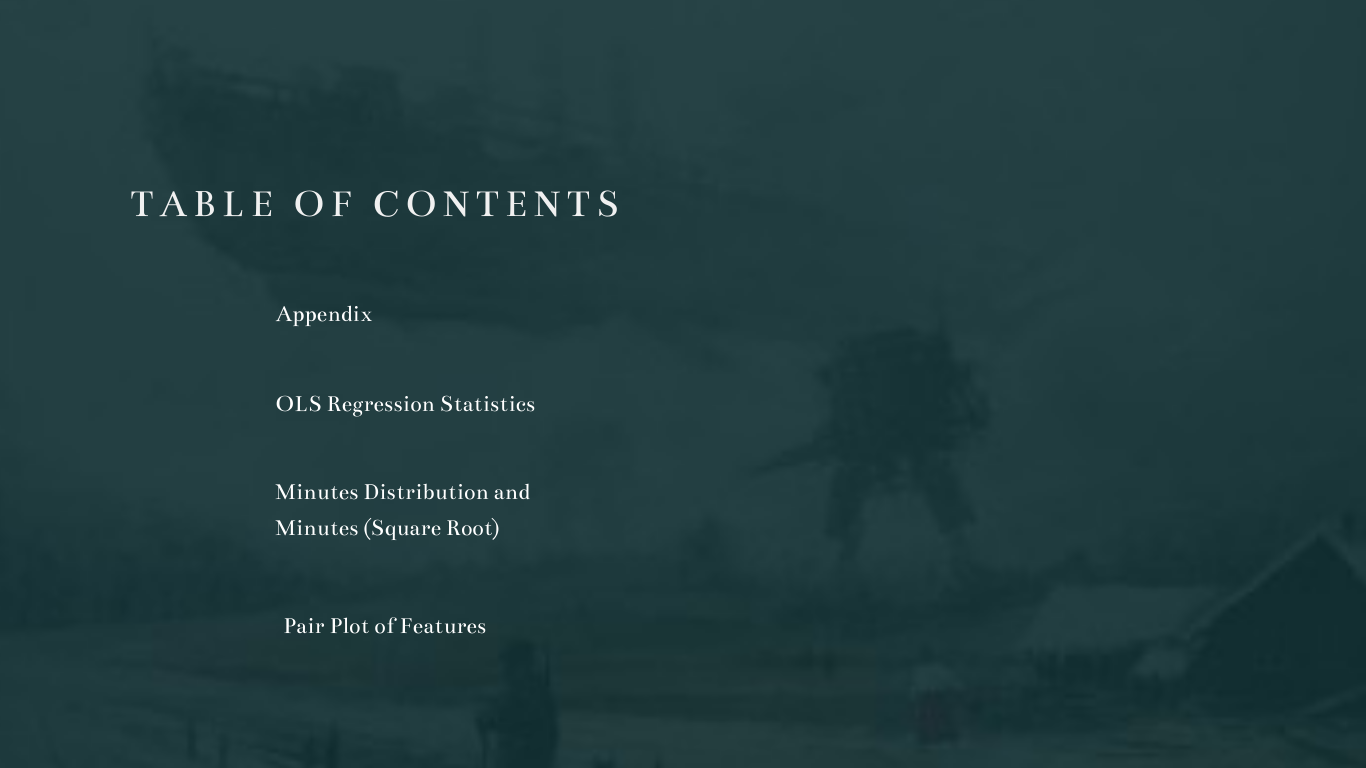 TABLE OF CONTENTS
Appendix
OLS Regression Statistics
Minutes Distribution and
Minutes (Square Root)
Pair Plot of Features